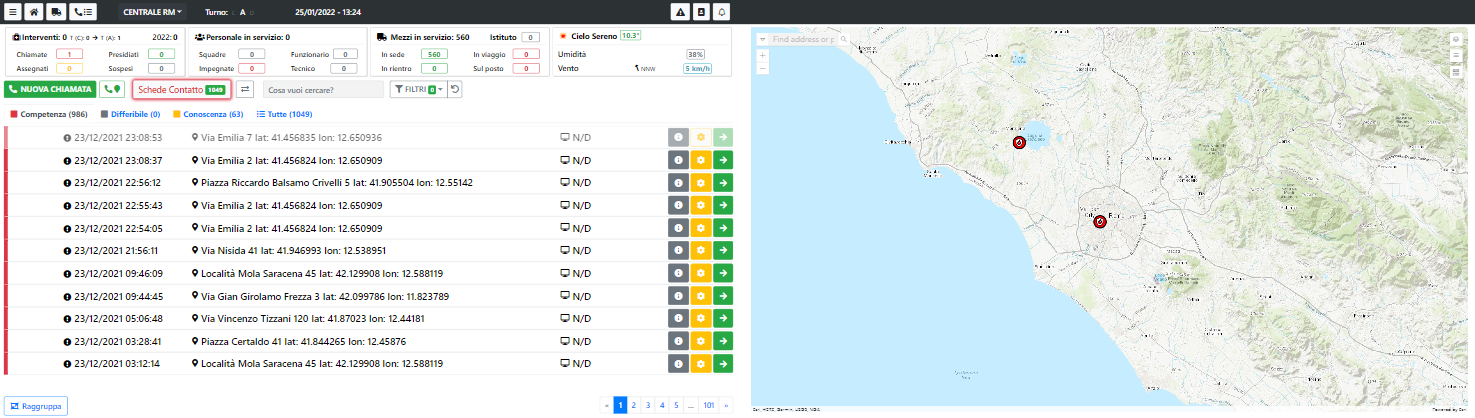 CENTRALE RM Turno: A 25/01/2022 - 13:24
Interventi: 0 T (C): 0 → T (A): 1 2022: 0
Chiamate 1 Presidiati 0
Assegnati 0 Sospesi 0
Personale in servizio: 0
Squadre 0 Funzionario 0
Impegnate 0 Tecnico 0
Mezzi in servizio: 560 Istituto 0
In sede 560 In viaggio 0
In rientro 0 Sul posto 0
Cielo Sereno 10.3°
Umidità 38%
Vento NNW 5 km/h
NUOVA CHIAMATA Schede Contatto 1049 Cosa vuoi cercare? FILTRI 0
Competenza (986) Differibile (0) Conoscenza (63) Tutte (1049)
23/12/2021 23:08:53 Via Emilia 7 lat: 41.456835 lon: 12.650936 N/D
23/12/2021 23:08:37 Via Emilia 2 lat: 41.456824 lon: 12.650909 N/D
23/12/2021 22:56:12 Piazza Riccardo Balsamo Crivelli 5 lat: 41.905504 lon: 12.55142 N/D
23/12/2021 22:55:43 Via Emilia 2 lat: 41.456824 lon: 12.650909 N/D
23/12/2021 22:54:05 Via Emilia 2 lat: 41.456824 lon: 12.650909 N/D
23/12/2021 21:56:11 Via Nisida 41 lat: 41.946993 lon: 12.538951 N/D
23/12/2021 09:46:09 Località Mola Saracena 45 lat: 42.129908 lon: 12.588119 N/D
23/12/2021 09:44:45 Via Gian Girolamo Frezza 3 lat: 42.099786 lon: 11.823789 N/D
23/12/2021 05:06:48 Via Vincenzo Tizzani 120 lat: 41.87023 lon: 12.44181 N/D
23/12/2021 03:28:41 Piazza Certaldo 41 lat: 41.844265 lon: 12.45876 N/D
23/12/2021 03:12:14 Località Mola Saracena 45 lat: 42.129908 lon: 12.588119 N/D
Raggruppa « 1 2 3 4 5 ... 101 »
Find address or p
Civitavecchia